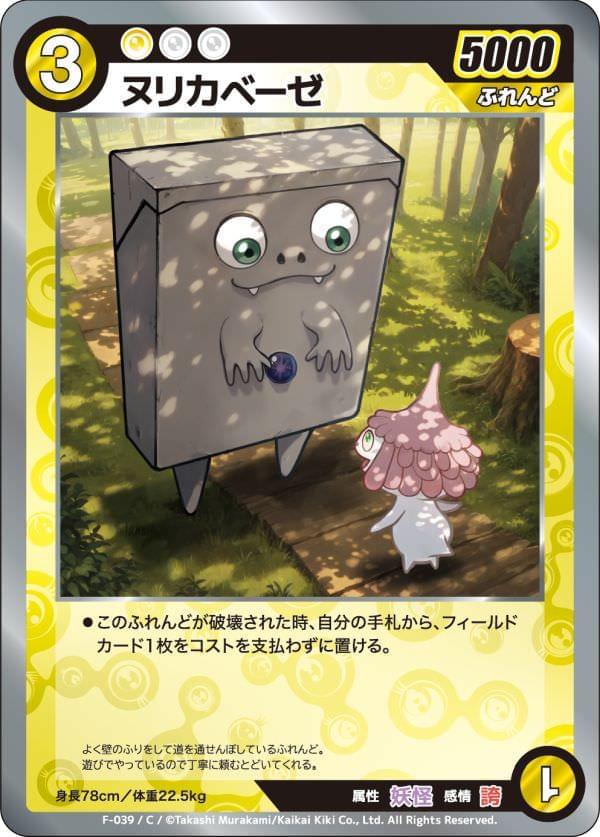 3
ヌリカベーゼ
5000
ふれんど
●このふれんどが破壊された時、自分の手札から、フィールド
カード1枚をコストを支払わずに置ける。
よく壁のふりをして道を通せんぼしているふれんど。
遊びでやっているので丁寧に頼むとどいてくれる。
身長78cm／体重22.5kg
属性 妖怪 感情 誇
F-039 / C / ©Takashi Murakami/Kaikai Kiki Co., Ltd. All Rights Reserved.